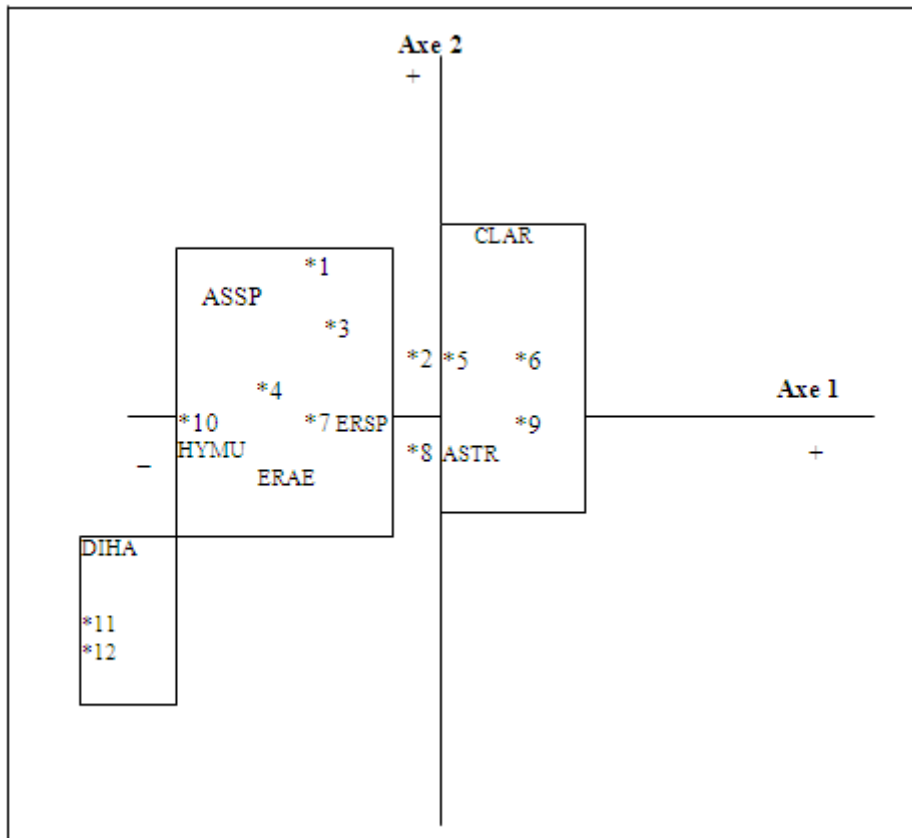 Axe 2
+
CLAR
*1
ASSP
*3
*2 *5 *6
*4
Axe 1
*10 *7 ERSP *9
HYMU *8 ASTR +
–
ERAE
DIHA
*11
*12